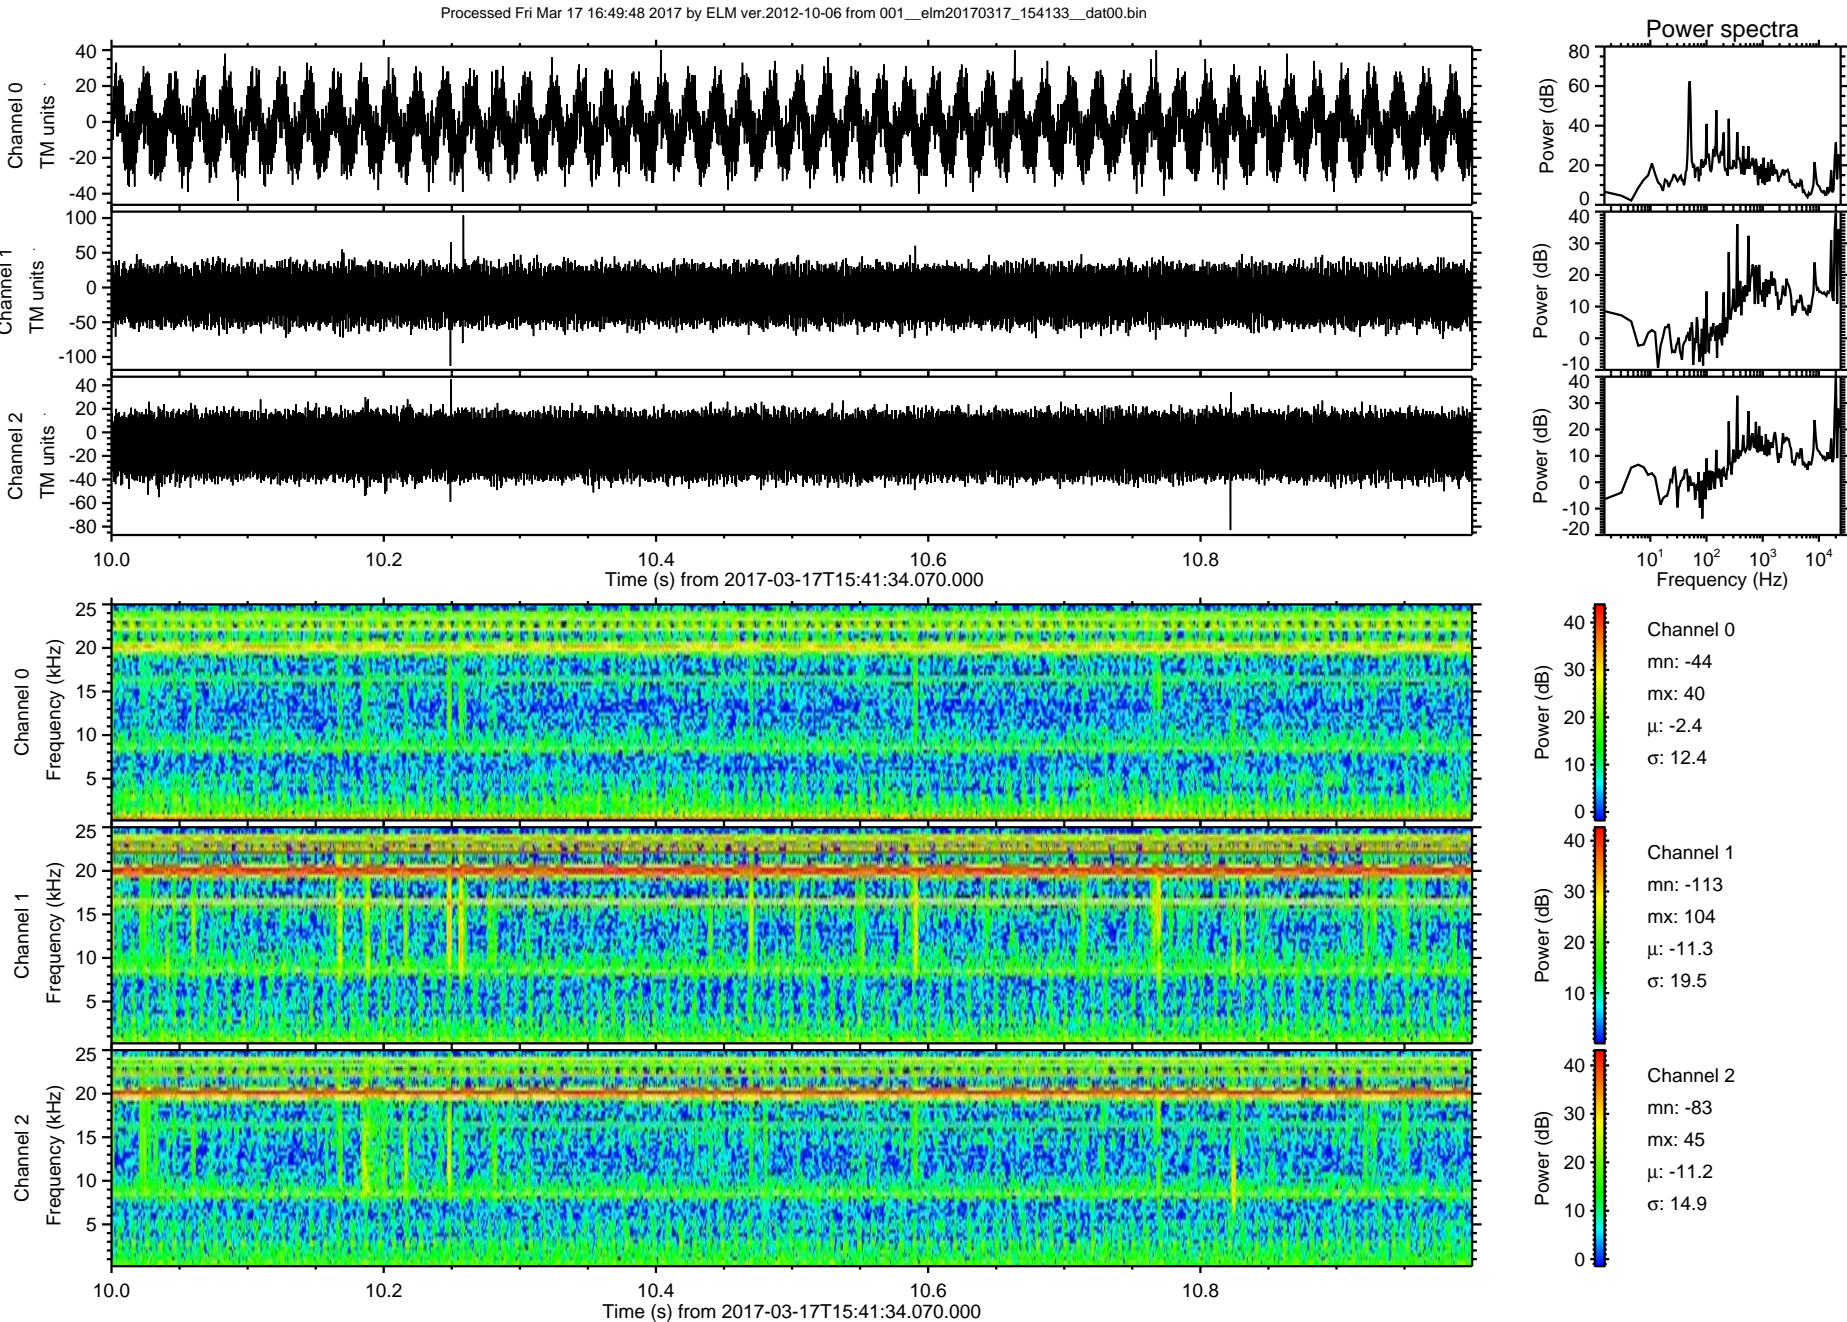 Processed Fri Mar 17 16:49:48 2017 by ELM ver.2012-10-06 from 001__elm20170317_154133__dat00.bin
Power spectra
Channel 0
TM units
40
20
0
-20
-40
Power (dB)
80
60
40
20
0
Channel 1
TM units
100
50
0
-50
-100
Power (dB)
40
30
20
10
0
-10
Channel 2
TM units
40
20
0
-20
-40
-60
-80
Power (dB)
40
30
20
10
0
-10
-20
10.0 10.2 10.4 10.6 10.8
Time (s) from 2017-03-17T15:41:34.070.000
10^1 10^2 10^3 10^4
Frequency (Hz)
Channel 0
Frequency (kHz)
25
20
15
10
5
Power (dB)
40
30
20
10
0
Channel 0
mn: -44
mx: 40
μ: -2.4
σ: 12.4
Channel 1
Frequency (kHz)
25
20
15
10
5
Power (dB)
40
30
20
10
Channel 1
mn: -113
mx: 104
μ: -11.3
σ: 19.5
Channel 2
Frequency (kHz)
25
20
15
10
5
Power (dB)
40
30
20
10
0
Channel 2
mn: -83
mx: 45
μ: -11.2
σ: 14.9
10.0 10.2 10.4 10.6 10.8
Time (s) from 2017-03-17T15:41:34.070.000